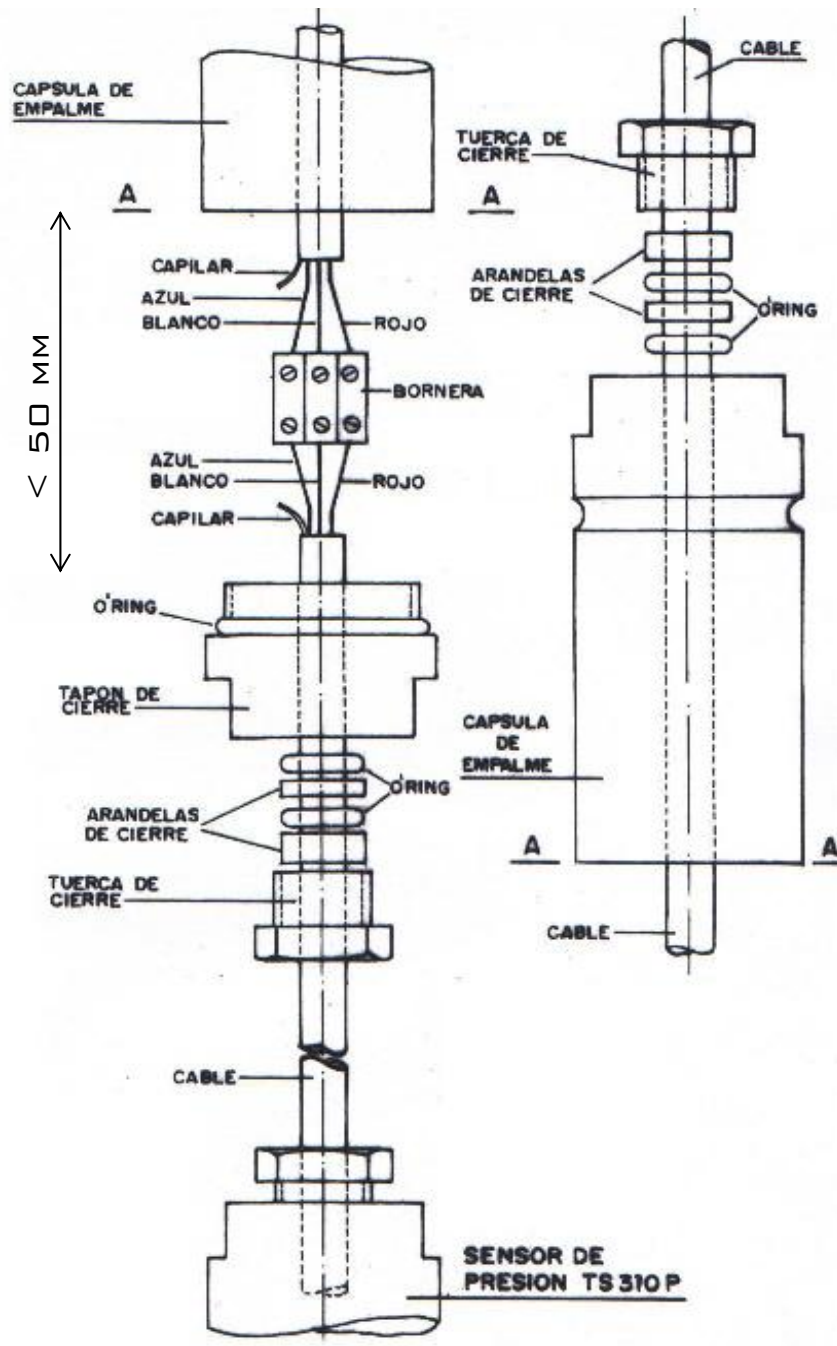 CAPSULA DE
EMPALME
A
A
< 50 MM
CAPILAR
AZUL
BLANCO
ROJO
BORNERA
AZUL
BLANCO
ROJO
CAPILAR
O'RING
TAPON DE
CIERRE
O'RING
ARANDELAS
DE CIERRE
TUERCA DE
CIERRE
CABLE
SENSOR DE
PRESION TS 310 P
CABLE
TUERCA DE
CIERRE
ARANDELAS
DE CIERRE
O'RING
CAPSULA
DE
EMPALME
A
A
CABLE